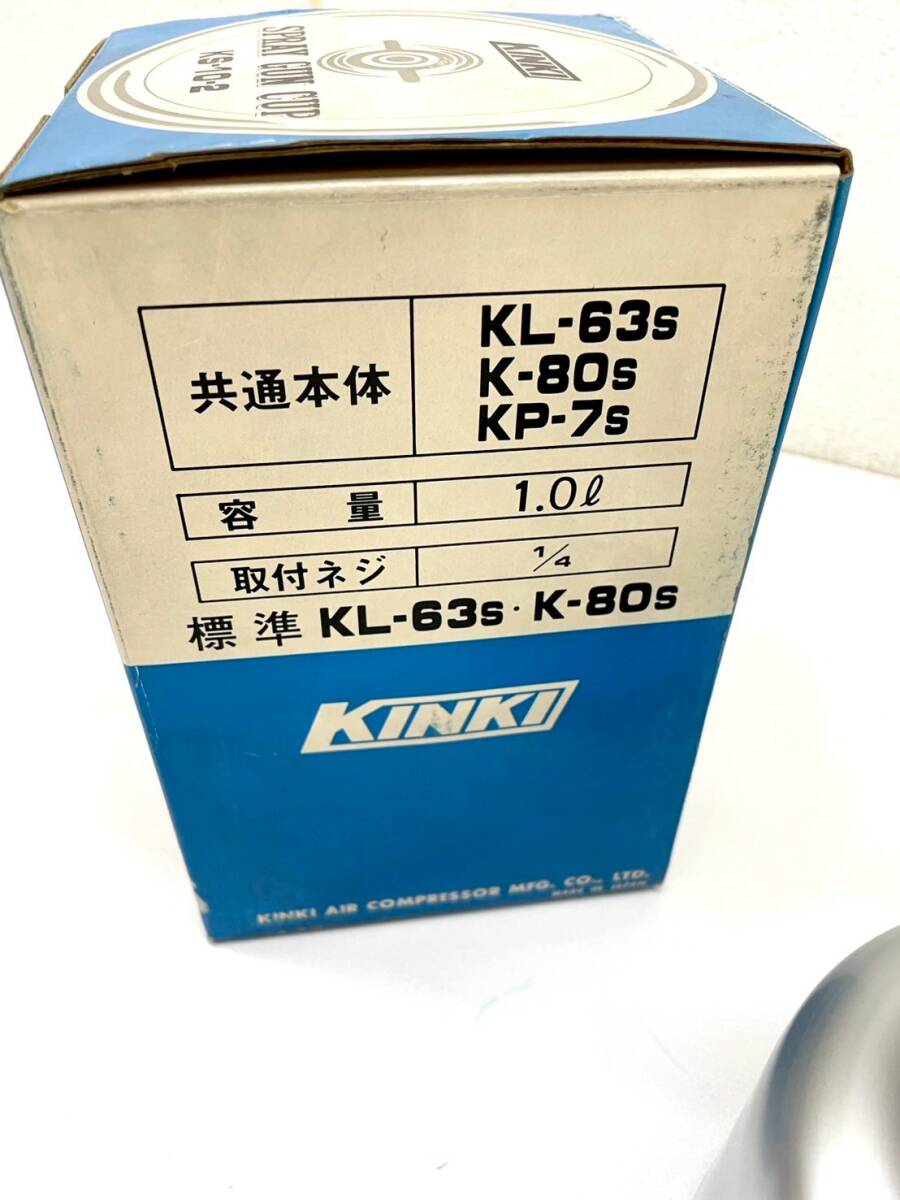 KINKI
SPRAY GUN CUP
KS-10-2
共通本体
KL-63s
K-80s
KP-7s
容量 1.0ℓ
取付ネジ 1/4
標準 KL-63s・K-80s
KINKI
KINKI AIR COMPRESSOR MFG. CO., LTD.
MADE IN JAPAN